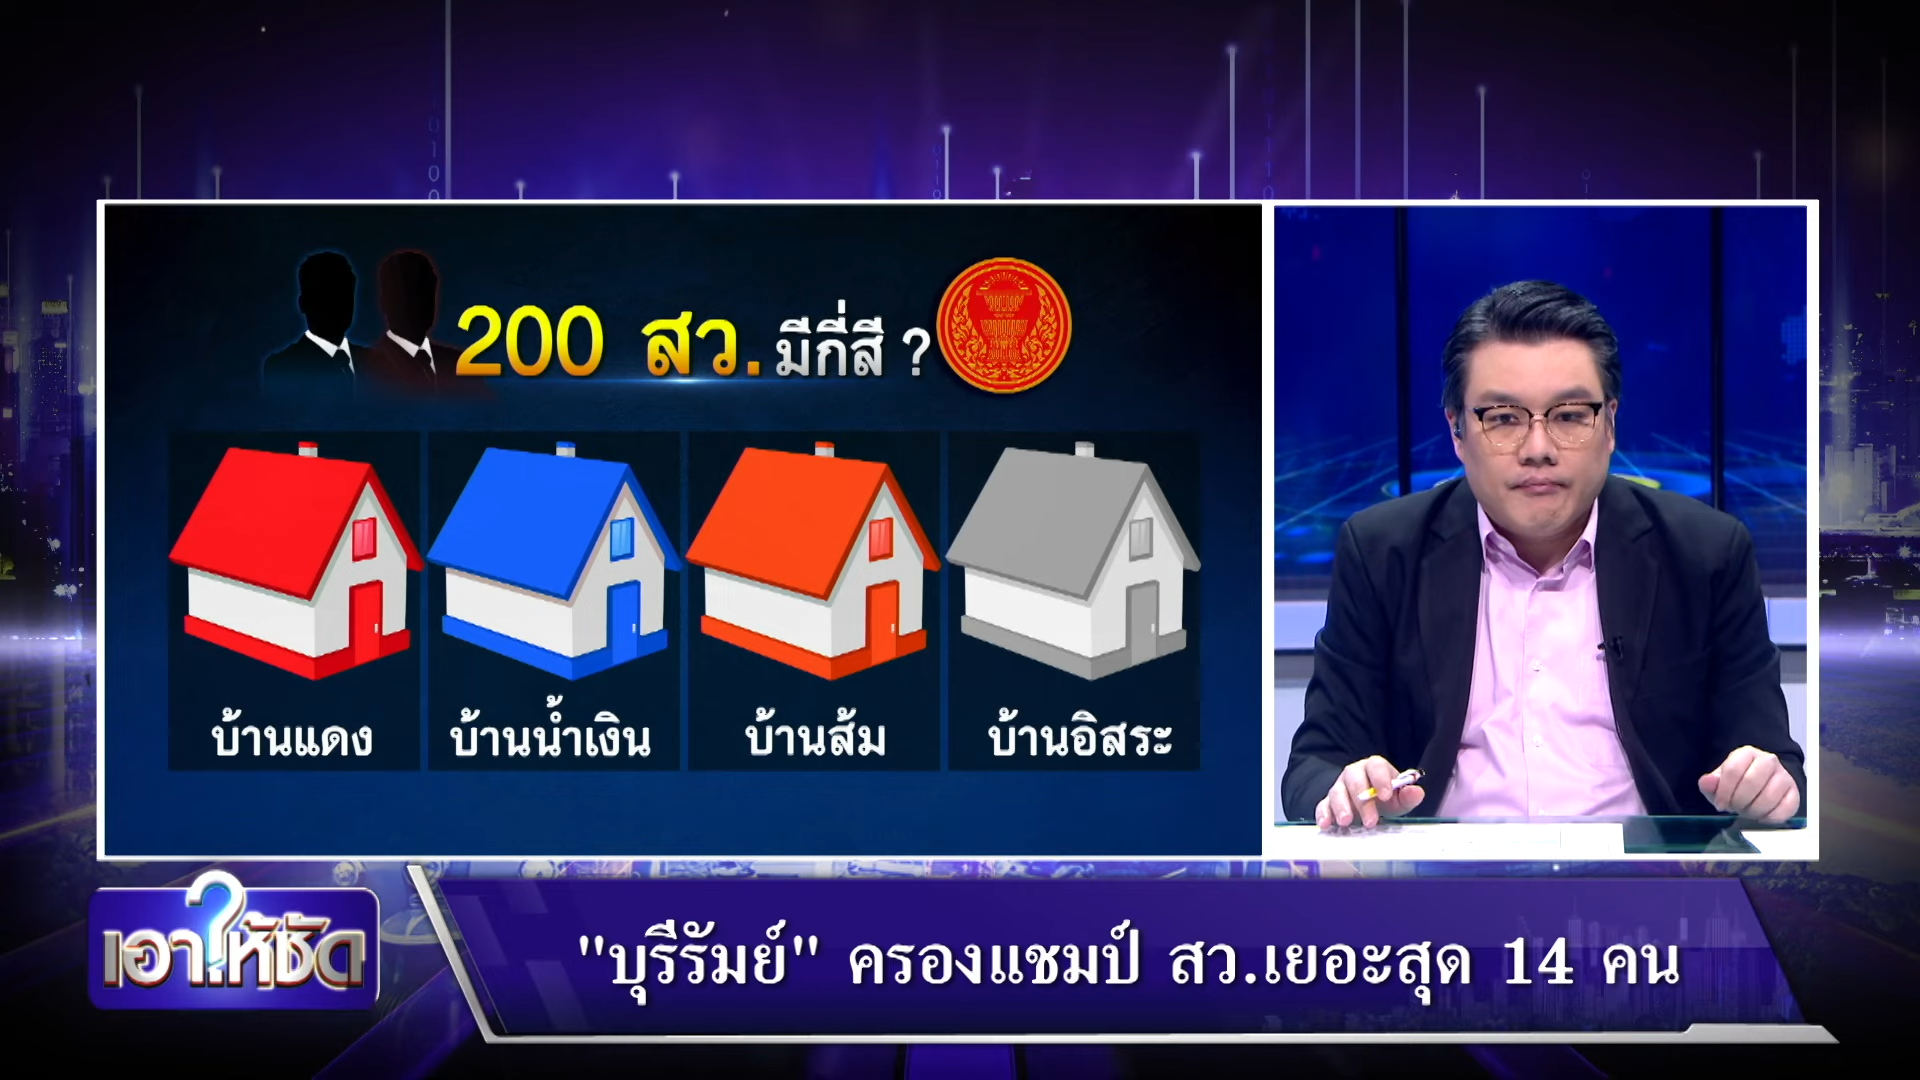 200 สว. มีกี่สี ?
บ้านแดง
บ้านน้ำเงิน
บ้านส้ม
บ้านอิสระ
เอาให้ชัด
"บุรีรัมย์" ครองแชมป์ สว.เยอะสุด 14 คน